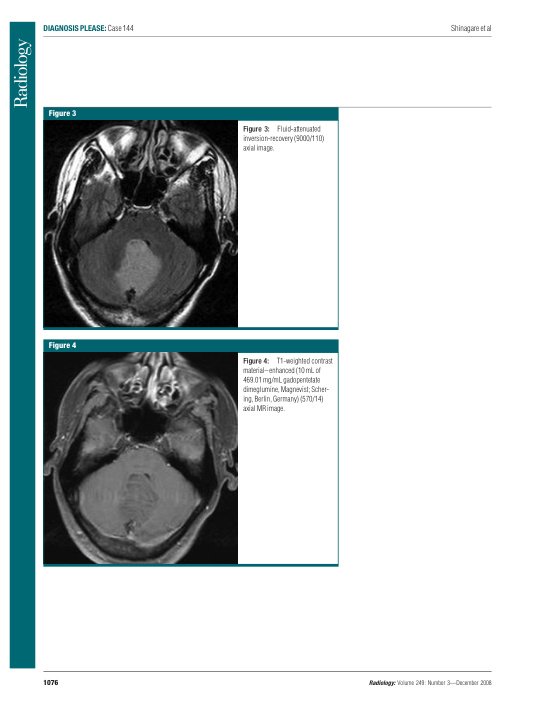 DIAGNOSIS PLEASE: Case 144
Shinagare et al
Radiology
Figure 3
Figure 3: Fluid-attenuated
inversion-recovery (9000/110)
axial image.
Figure 4
Figure 4: T1-weighted contrast
material–enhanced (10 mL of
469.01 mg/mL gadopentetate
dimeglumine, Magnevist; Scher-
ing, Berlin, Germany) (570/14)
axial MR image.
1076
Radiology: Volume 249: Number 3—December 2008